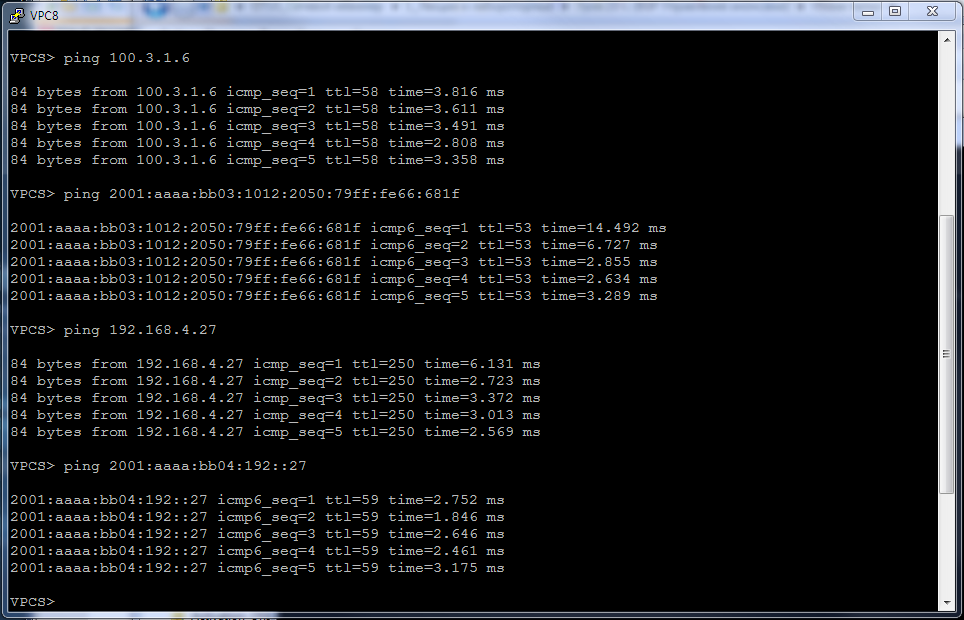 VPC8
VPCS> ping 100.3.1.6
84 bytes from 100.3.1.6 icmp_seq=1 ttl=58 time=3.816 ms
84 bytes from 100.3.1.6 icmp_seq=2 ttl=58 time=3.611 ms
84 bytes from 100.3.1.6 icmp_seq=3 ttl=58 time=3.491 ms
84 bytes from 100.3.1.6 icmp_seq=4 ttl=58 time=2.808 ms
84 bytes from 100.3.1.6 icmp_seq=5 ttl=58 time=3.358 ms
VPCS> ping 2001:aaaa:bb03:1012:2050:79ff:fe66:681f
2001:aaaa:bb03:1012:2050:79ff:fe66:681f icmp6_seq=1 ttl=53 time=14.492 ms
2001:aaaa:bb03:1012:2050:79ff:fe66:681f icmp6_seq=2 ttl=53 time=6.727 ms
2001:aaaa:bb03:1012:2050:79ff:fe66:681f icmp6_seq=3 ttl=53 time=2.855 ms
2001:aaaa:bb03:1012:2050:79ff:fe66:681f icmp6_seq=4 ttl=53 time=2.634 ms
2001:aaaa:bb03:1012:2050:79ff:fe66:681f icmp6_seq=5 ttl=53 time=3.289 ms
VPCS> ping 192.168.4.27
84 bytes from 192.168.4.27 icmp_seq=1 ttl=250 time=6.131 ms
84 bytes from 192.168.4.27 icmp_seq=2 ttl=250 time=2.723 ms
84 bytes from 192.168.4.27 icmp_seq=3 ttl=250 time=3.372 ms
84 bytes from 192.168.4.27 icmp_seq=4 ttl=250 time=3.013 ms
84 bytes from 192.168.4.27 icmp_seq=5 ttl=250 time=2.569 ms
VPCS> ping 2001:aaaa:bb04:192::27
2001:aaaa:bb04:192::27 icmp6_seq=1 ttl=59 time=2.752 ms
2001:aaaa:bb04:192::27 icmp6_seq=2 ttl=59 time=1.846 ms
2001:aaaa:bb04:192::27 icmp6_seq=3 ttl=59 time=2.646 ms
2001:aaaa:bb04:192::27 icmp6_seq=4 ttl=59 time=2.461 ms
2001:aaaa:bb04:192::27 icmp6_seq=5 ttl=59 time=3.175 ms
VPCS>